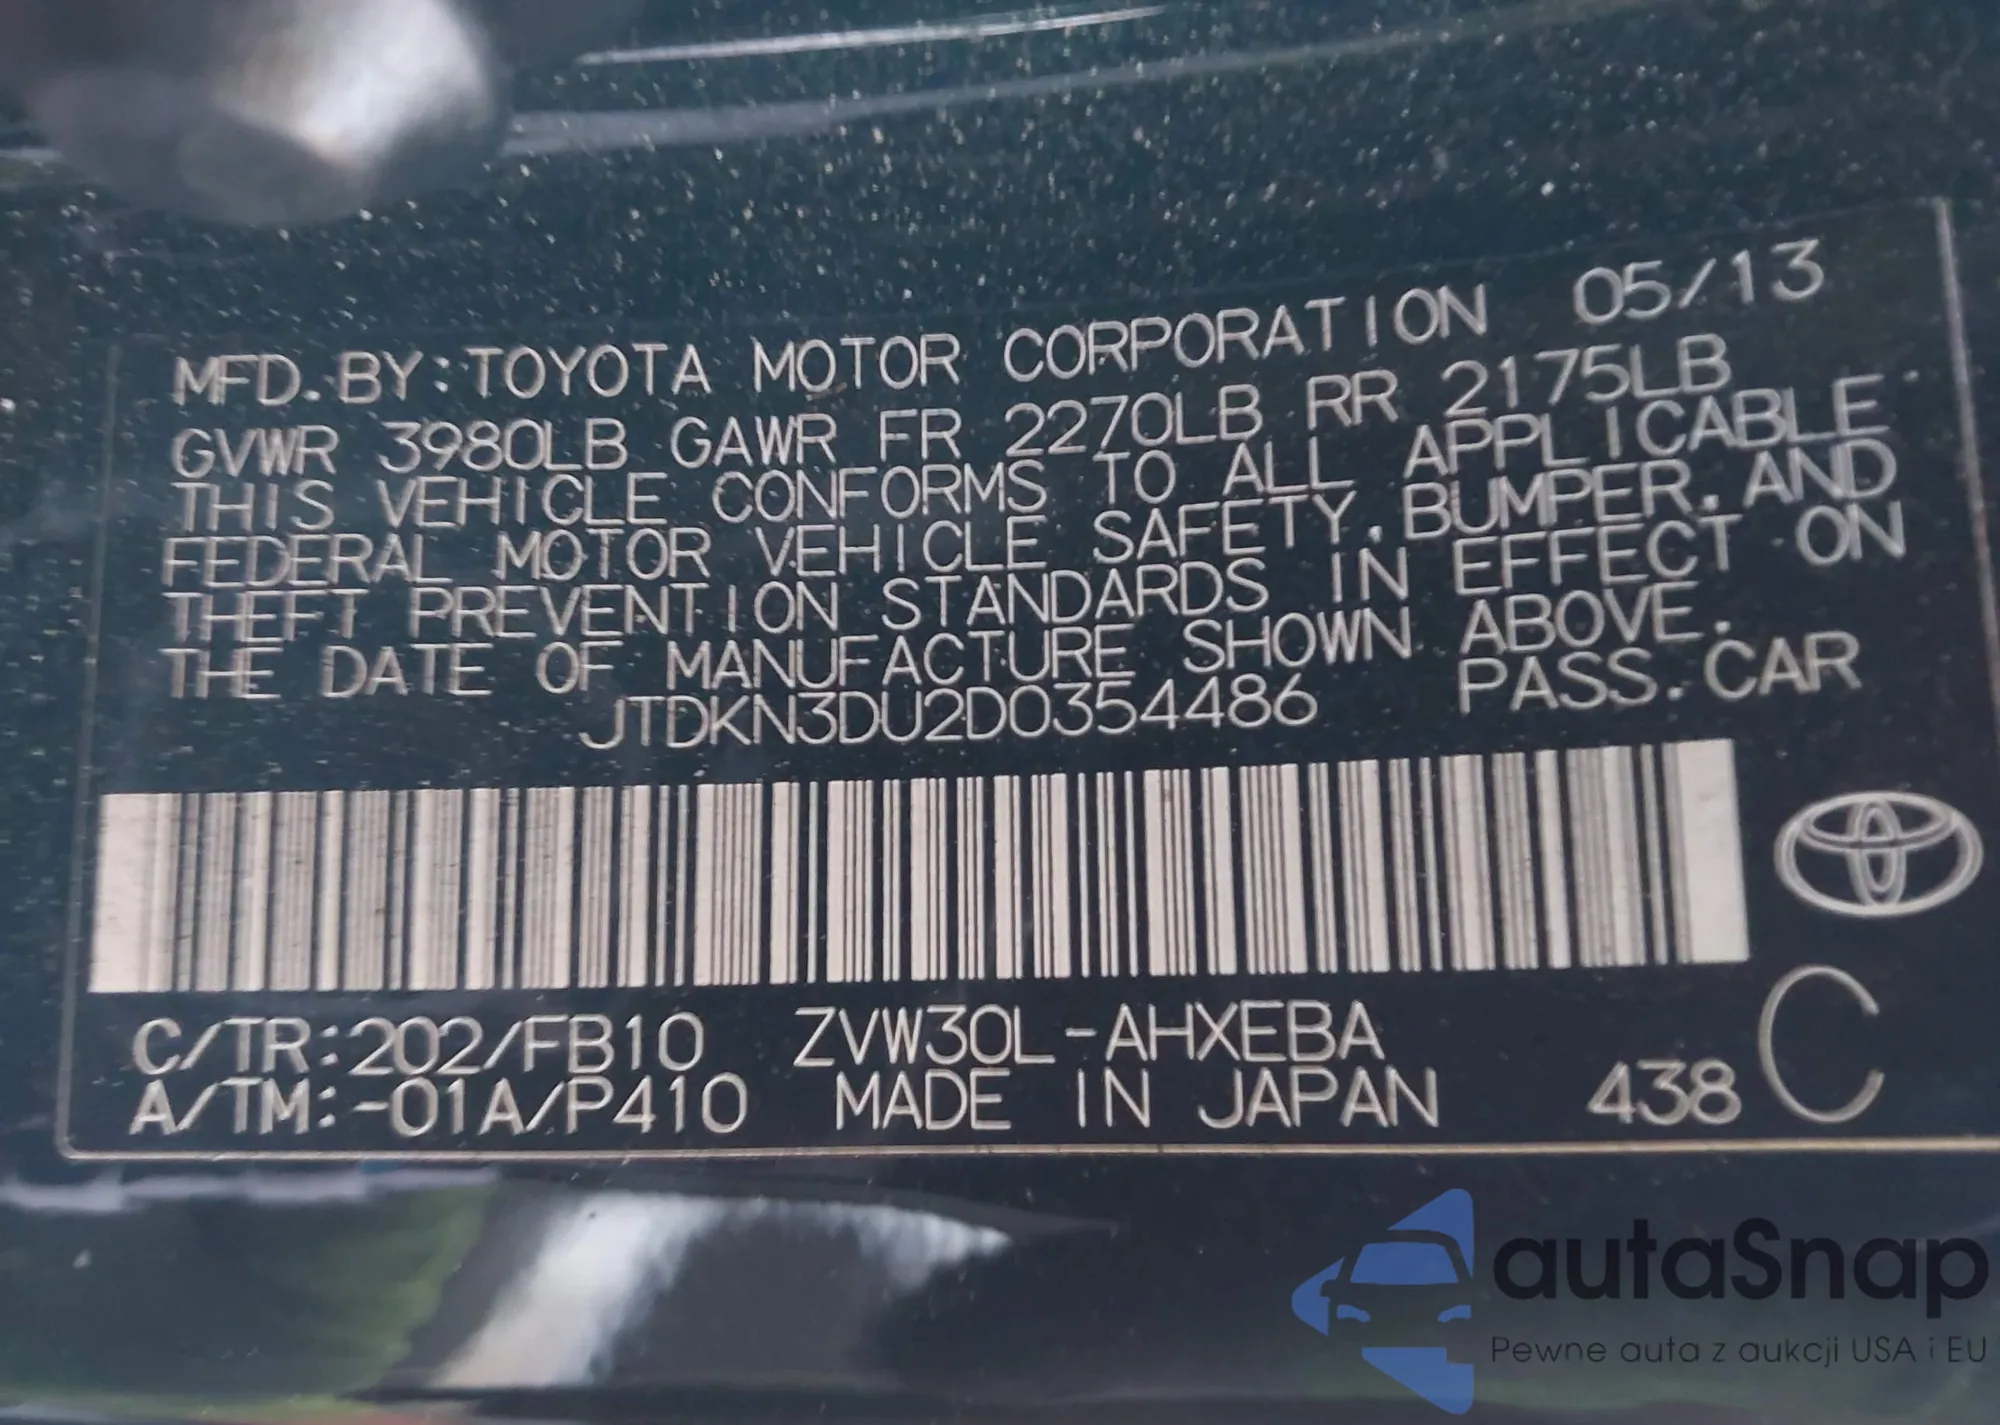 MFD. BY: TOYOTA MOTOR CORPORATION 05/13
GVWR 3980LB GAWR FR 2270LB RR 2175LB
THIS VEHICLE CONFORMS TO ALL APPLICABLE
FEDERAL MOTOR VEHICLE SAFETY, BUMPER, AND
THEFT PREVENTION STANDARDS IN EFFECT ON
THE DATE OF MANUFACTURE SHOWN ABOVE.
JTDKN3DU2D0354486 PASS. CAR
C/TR:202/FB10 ZVW30L-AHXEBA
A/TM:-01A/P410 MADE IN JAPAN 438 C
autaSnap
Pewne auta z aukcji USA i EU